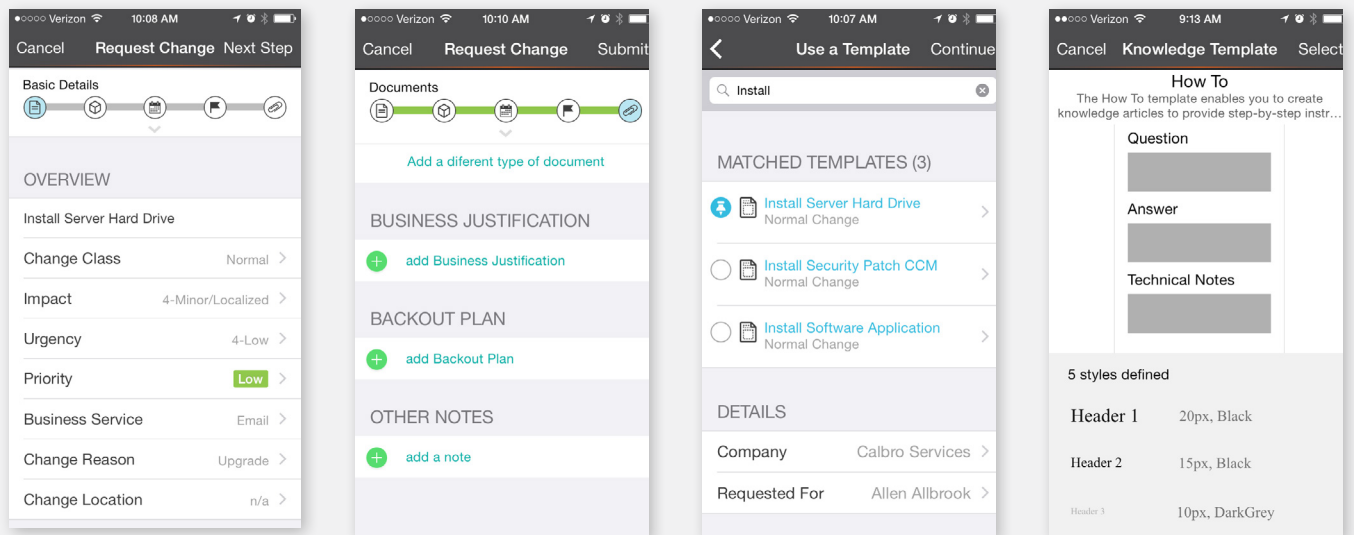 Verizon 10:08 AM
Cancel Request Change Next Step
Basic Details
OVERVIEW
Install Server Hard Drive
Change Class Normal
Impact 4-Minor/Localized
Urgency 4-Low
Priority Low
Business Service Email
Change Reason Upgrade
Change Location n/a
Verizon 10:10 AM
Cancel Request Change Submit
Documents
Add a diferent type of document
BUSINESS JUSTIFICATION
add Business Justification
BACKOUT PLAN
add Backout Plan
OTHER NOTES
add a note
Verizon 10:07 AM
Use a Template Continue
Install
MATCHED TEMPLATES (3)
Install Server Hard Drive
Normal Change
Install Security Patch CCM
Normal Change
Install Software Application
Normal Change
DETAILS
Company Calbro Services
Requested For Allen Allbrook
Verizon 9:13 AM
Cancel Knowledge Template Select
How To
The How To template enables you to create
knowledge articles to provide step-by-step instr...
Question
Answer
Technical Notes
5 styles defined
Header 1 20px, Black
Header 2 15px, Black
Header 3 10px, DarkGrey